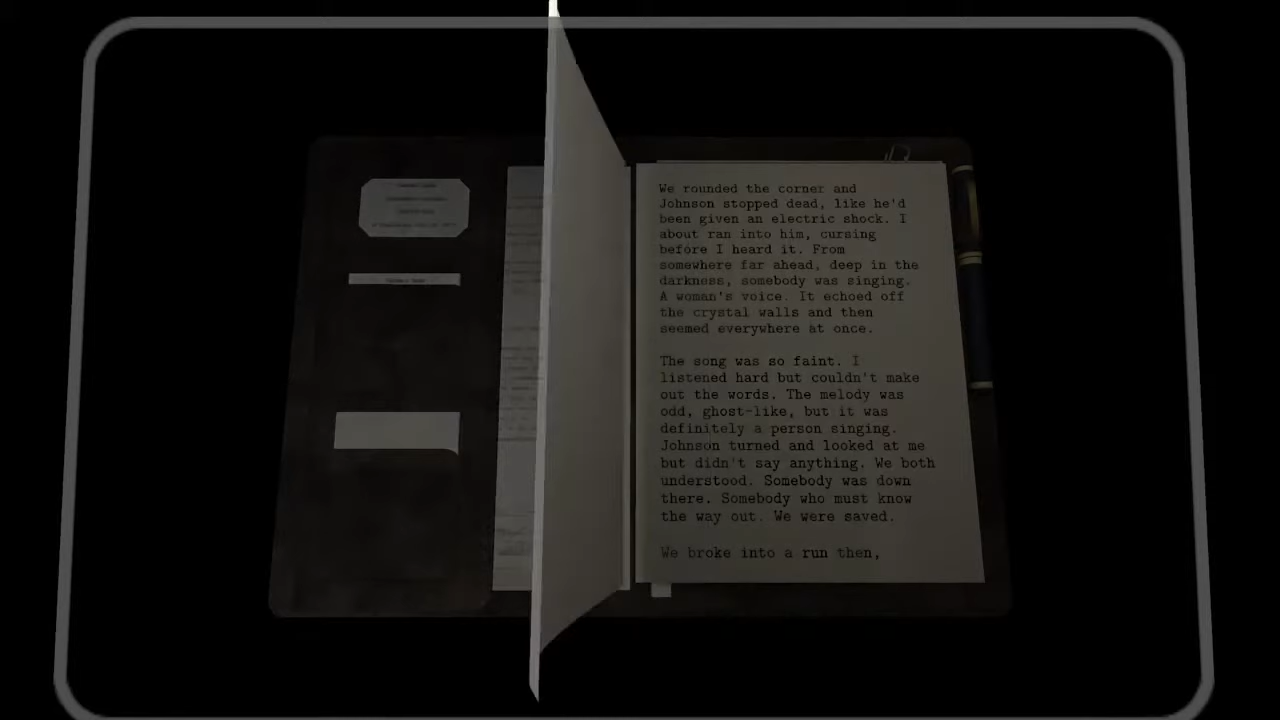 We rounded the corner and
Johnson stopped dead, like he'd
been given an electric shock. I
about ran into him, cursing
before I heard it. From
somewhere far ahead, deep in the
darkness, somebody was singing.
A woman's voice. It echoed off
the crystal walls and then
seemed everywhere at once.
The song was so faint. I
listened hard but couldn't make
out the words. The melody was
odd, ghost-like, but it was
definitely a person singing.
Johnson turned and looked at me
but didn't say anything. We both
understood. Somebody was down
there. Somebody who must know
the way out. We were saved.
We broke into a run then,